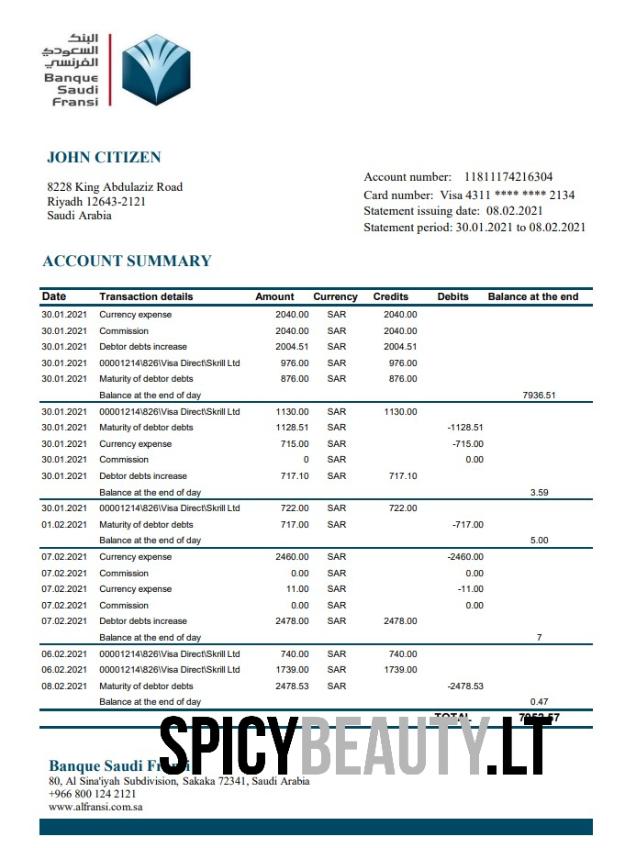 البنك
السعودي
الفرنسي
Banque
Saudi
Fransi
JOHN CITIZEN
8228 King Abdulaziz Road
Riyadh 12643-2121
Saudi Arabia
Account number: 11811174216304
Card number: Visa 4311 **** **** 2134
Statement issuing date: 08.02.2021
Statement period: 30.01.2021 to 08.02.2021
ACCOUNT SUMMARY
Date Transaction details Amount Currency Credits Debits Balance at the end
30.01.2021 Currency expense 2040.00 SAR 2040.00
30.01.2021 Commission 2040.00 SAR 2040.00
30.01.2021 Debtor debts increase 2004.51 SAR 2004.51
30.01.2021 00001214\826\Visa Direct\Skrill Ltd 976.00 SAR 976.00
30.01.2021 Maturity of debtor debts 876.00 SAR 876.00
Balance at the end of day 7936.51
30.01.2021 00001214\826\Visa Direct\Skrill Ltd 1130.00 SAR 1130.00
30.01.2021 Maturity of debtor debts 1128.51 SAR -1128.51
30.01.2021 Currency expense 715.00 SAR -715.00
30.01.2021 Commission 0 SAR 0.00
30.01.2021 Debtor debts increase 717.10 SAR 717.10
Balance at the end of day 3.59
30.01.2021 00001214\826\Visa Direct\Skrill Ltd 722.00 SAR 722.00
01.02.2021 Maturity of debtor debts 717.00 SAR -717.00
Balance at the end of day 5.00
07.02.2021 Currency expense 2460.00 SAR -2460.00
07.02.2021 Commission 0.00 SAR 0.00
07.02.2021 Currency expense 11.00 SAR -11.00
07.02.2021 Commission 0.00 SAR 0.00
07.02.2021 Debtor debts increase 2478.00 SAR 2478.00
Balance at the end of day 7
06.02.2021 00001214\826\Visa Direct\Skrill Ltd 740.00 SAR 740.00
06.02.2021 00001214\826\Visa Direct\Skrill Ltd 1739.00 SAR 1739.00
08.02.2021 Maturity of debtor debts 2478.53 SAR -2478.53
Balance at the end of day 0.47
TOTAL
SPICYBEAUTY.LT
Banque Saudi Fransi
80, Al Sina'iyah Subdivision, Sakaka 72341, Saudi Arabia
+966 800 124 2121
www.alfransi.com.sa